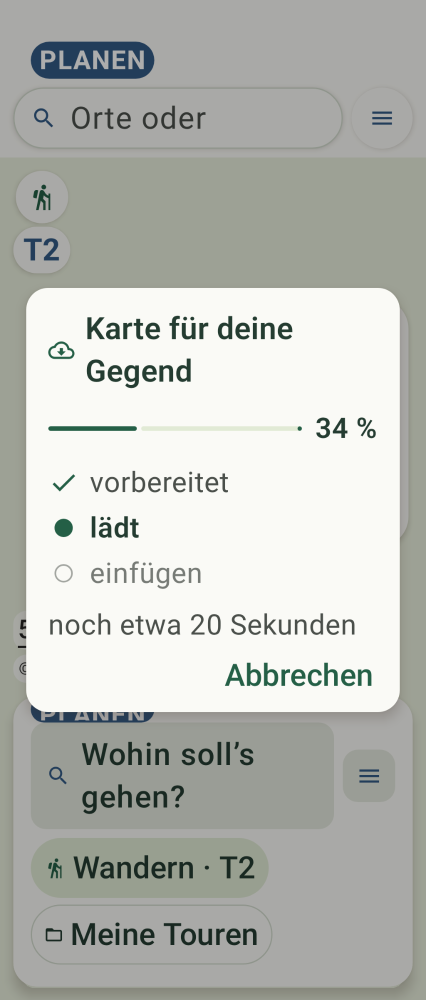 PLANEN
Orte oder
T2
Karte für deine
Gegend
34 %
vorbereitet
lädt
einfügen
noch etwa 20 Sekunden
Abbrechen
PLANEN
Wohin soll’s
gehen?
Wandern · T2
Meine Touren